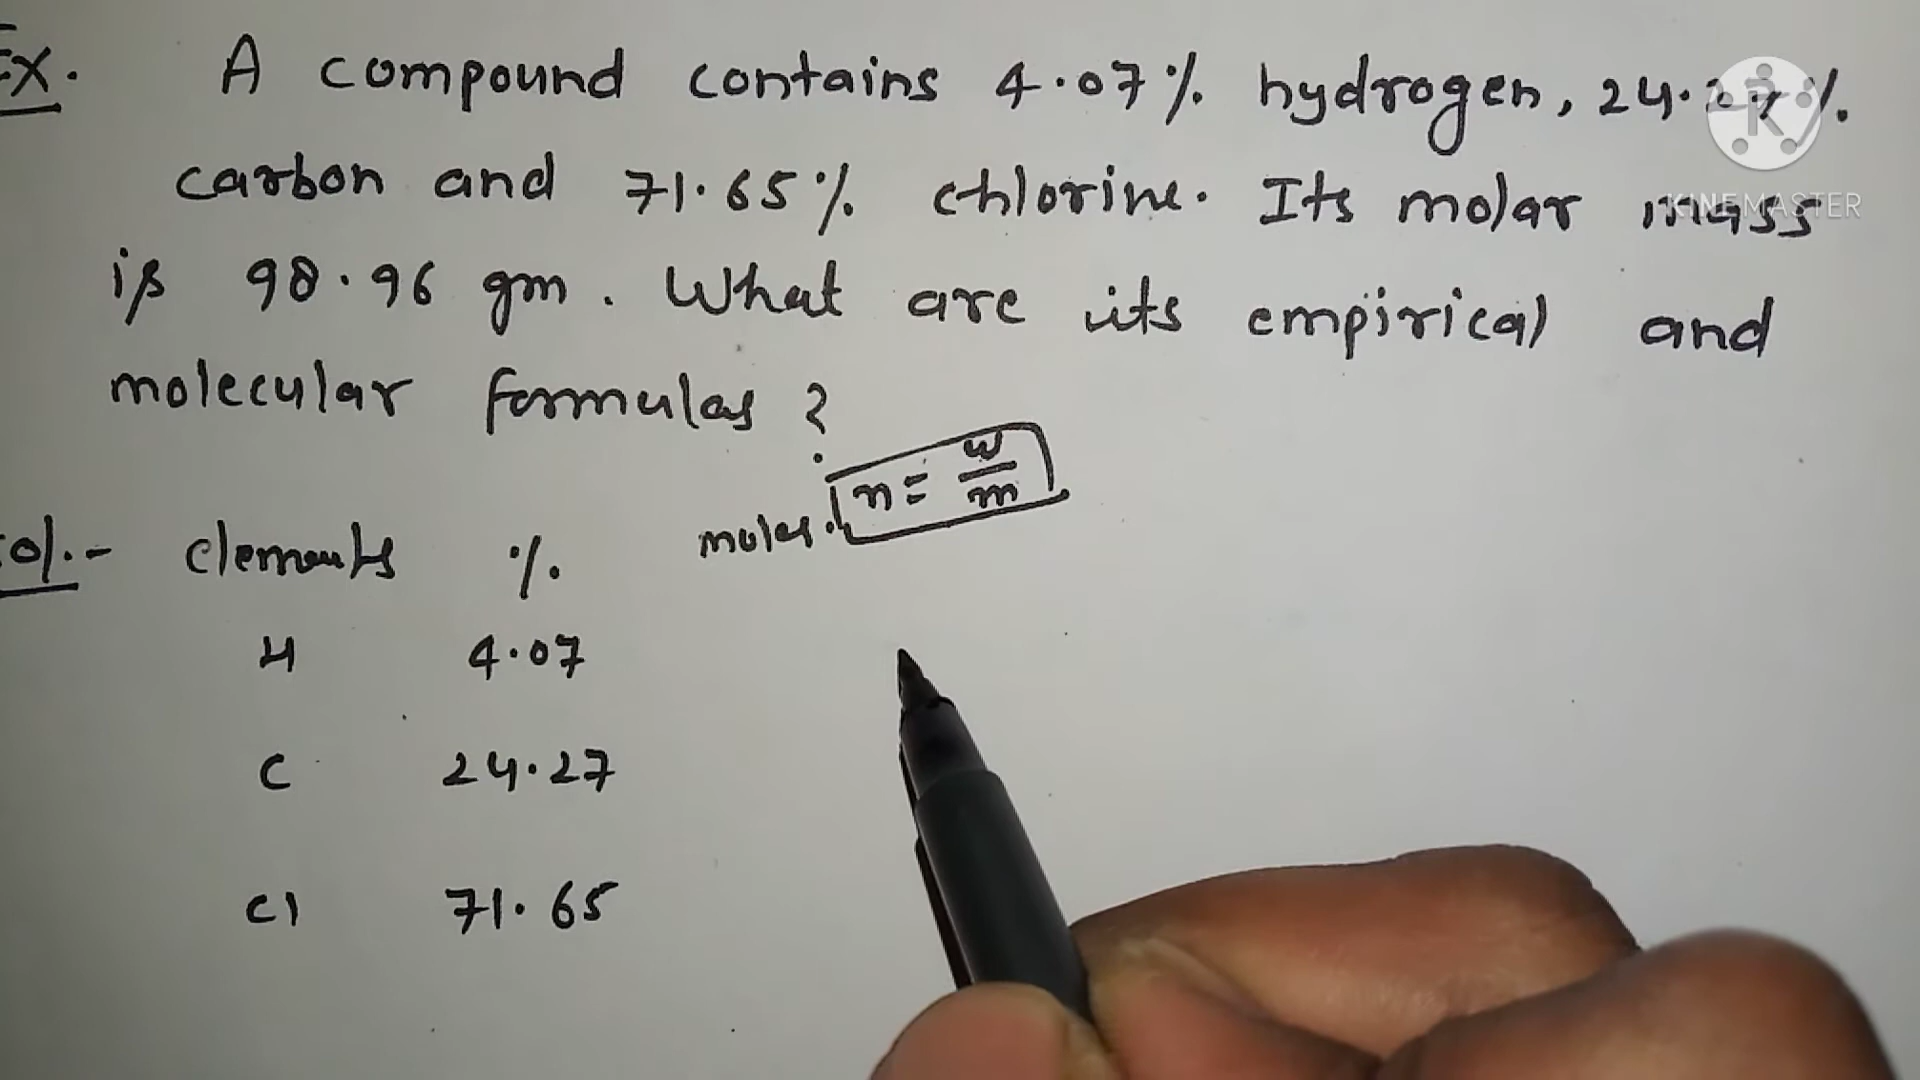 Ex. A compound contains 4.07% hydrogen, 24.27%
carbon and 71.65% chlorine. Its molar mass
is 98.96 gm. What are its empirical and
molecular formulas?
Sol.- elements % moles. n = w/m
H 4.07
C 24.27
Cl 71.65
K
KINEMASTER